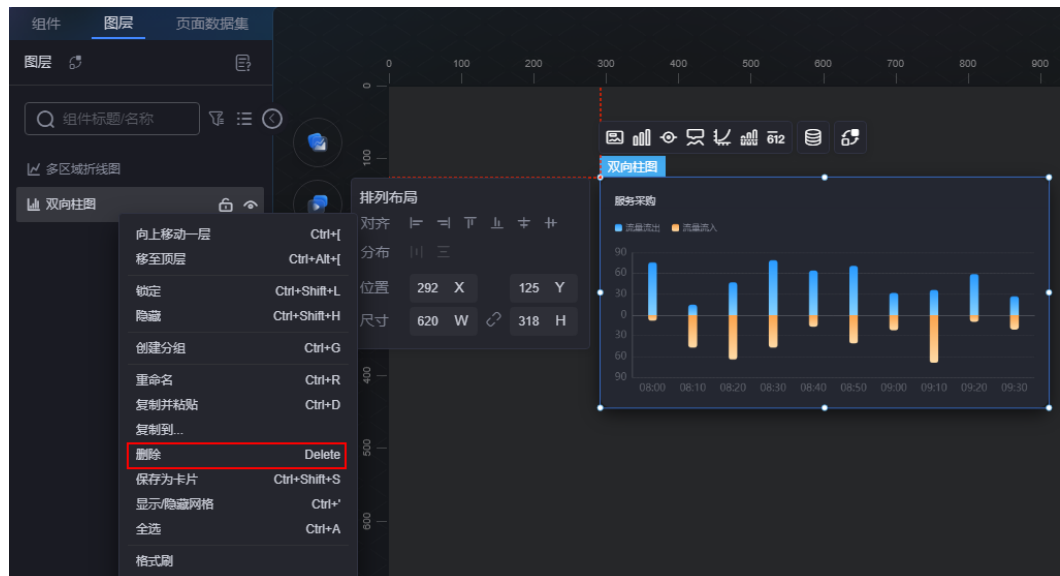 组件 图层 页面数据集
图层
组件标题/名称
多区域折线图
双向柱图
向上移动一层 Ctrl+[
移至顶层 Ctrl+Alt+[
锁定 Ctrl+Shift+L
隐藏 Ctrl+Shift+H
创建分组 Ctrl+G
重命名 Ctrl+R
复制并粘贴 Ctrl+D
复制到...
删除 Delete
保存为卡片 Ctrl+Shift+S
显示/隐藏网格 Ctrl+'
全选 Ctrl+A
格式刷
排列布局
对齐
分布
位置 292 X 125 Y
尺寸 620 W 318 H
0 100 200 300 400 500 600 700 800 900
0
100
400
500
600
612
双向柱图
服务采购
流量流出 流量流入
90
60
30
0
30
60
90
08:00 08:10 08:20 08:30 08:40 08:50 09:00 09:10 09:20 09:30